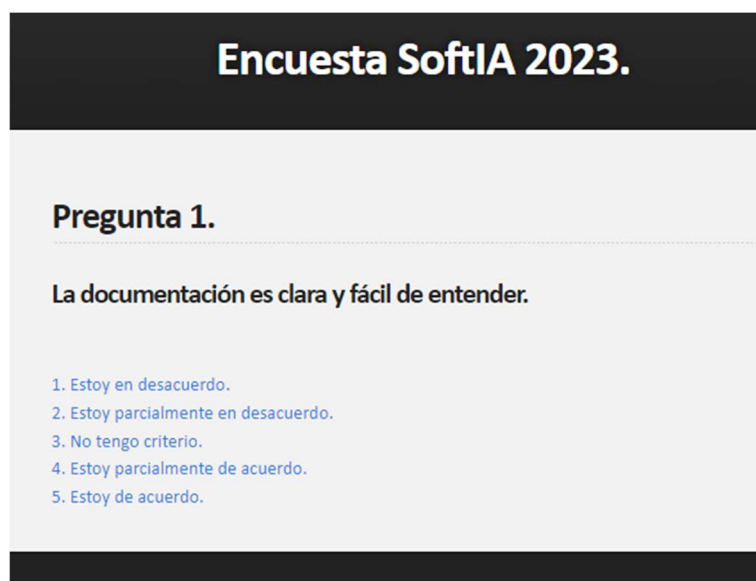 Encuesta SoftIA 2023.
Pregunta 1.
La documentación es clara y fácil de entender.
1. Estoy en desacuerdo.
2. Estoy parcialmente en desacuerdo.
3. No tengo criterio.
4. Estoy parcialmente de acuerdo.
5. Estoy de acuerdo.